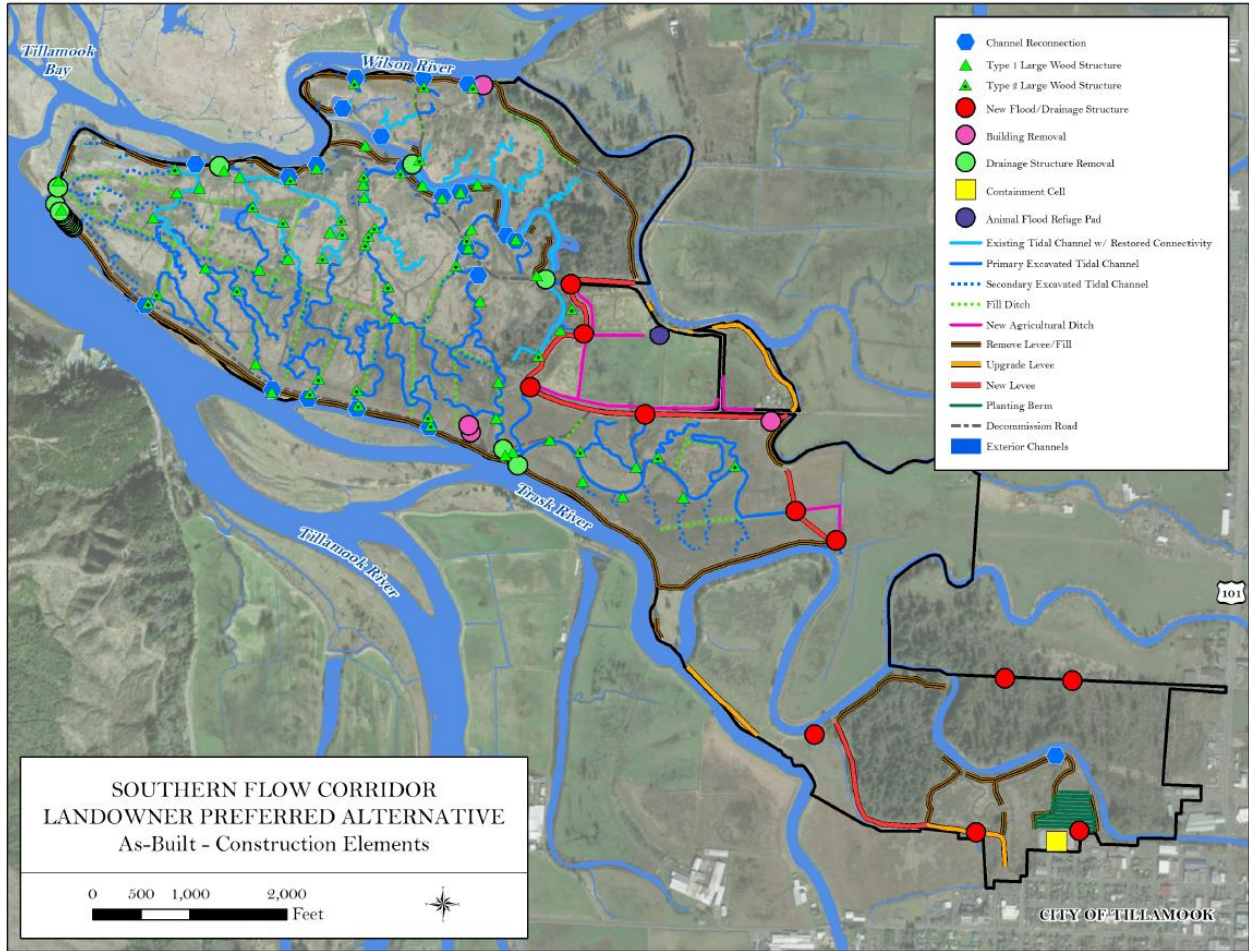 Tillamook
Bay
Wilson River
Channel Reconnection
Type 1 Large Wood Structure
Type 2 Large Wood Structure
New Flood/Drainage Structure
Building Removal
Drainage Structure Removal
Containment Cell
Animal Flood Refuge Pad
Existing Tidal Channel w/ Restored Connectivity
Primary Excavated Tidal Channel
Secondary Excavated Tidal Channel
Fill Ditch
New Agricultural Ditch
Remove Levee/Fill
Upgrade Levee
New Levee
Planting Berm
Decommission Road
Exterior Channels
Trask River
Tillamook River
101
SOUTHERN FLOW CORRIDOR
LANDOWNER PREFERRED ALTERNATIVE
As-Built - Construction Elements
0 500 1,000 2,000
Feet
CITY OF TILLAMOOK